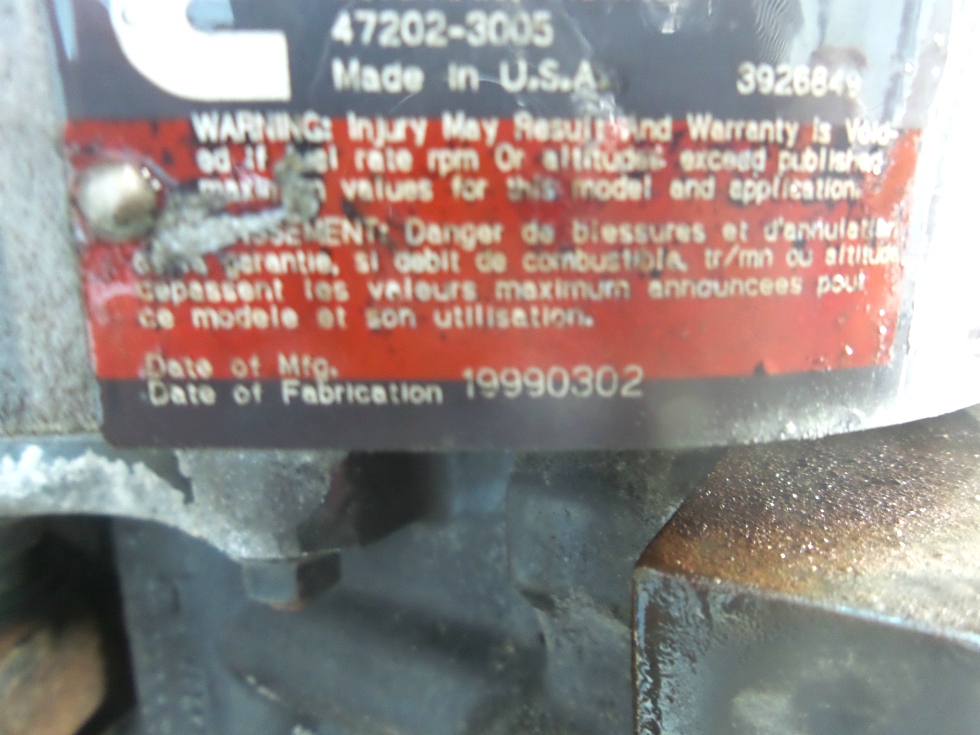 47202-3005
Made in U.S.A. 3926849
WARNING: Injury May Result And Warranty is Void-
ed if rate rpm Or altitudes exceed published
maximum values for this model and application.
Danger de blessures et d'annulation
garantie, si debit de combustible, tr/mn ou altitude
depassent les valeurs maximum announcees pour
ce modele et son utilisation.
Date of Mfg.
Date of Fabrication 19990302